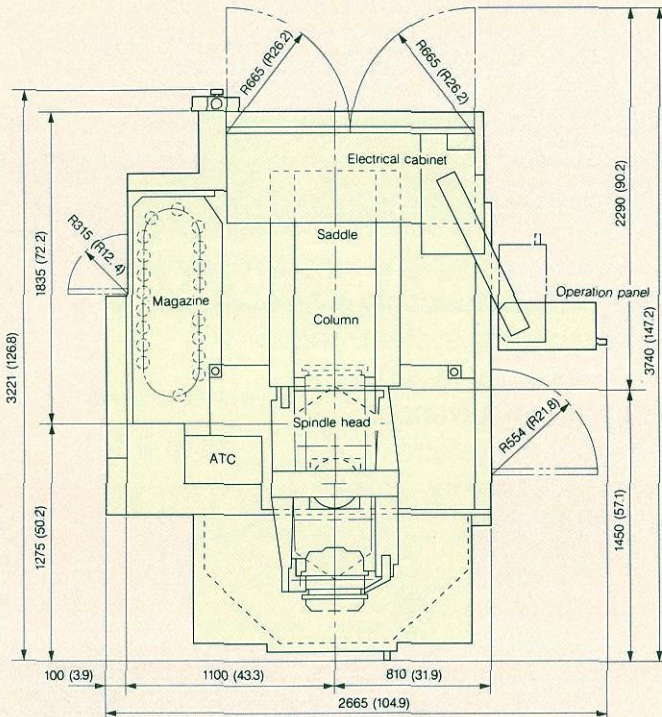 R665 (R26.2)
R665 (R26.2)
Electrical cabinet
2290 (90.2)
R315 (R12.4)
1835 (72.2)
Saddle
Magazine
Operation panel
Column
3221 (126.8)
3740 (147.2)
Spindle head
R554 (R21.8)
ATC
1275 (50.2)
1450 (57.1)
100 (3.9)
1100 (43.3)
810 (31.9)
2665 (104.9)